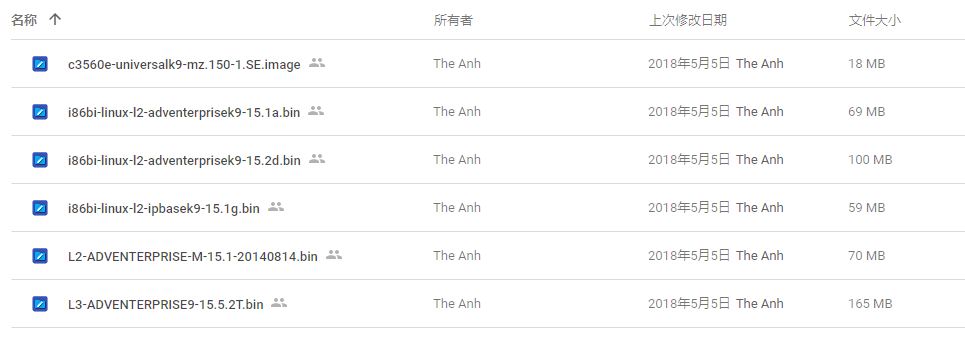 名称 所有者 上次修改日期 文件大小
c3560e-universalk9-mz.150-1.SE.image The Anh 2018年5月5日 The Anh 18 MB
i86bi-linux-l2-adventerprisek9-15.1a.bin The Anh 2018年5月5日 The Anh 69 MB
i86bi-linux-l2-adventerprisek9-15.2d.bin The Anh 2018年5月5日 The Anh 100 MB
i86bi-linux-l2-ipbasek9-15.1g.bin The Anh 2018年5月5日 The Anh 59 MB
L2-ADVENTERPRISE-M-15.1-20140814.bin The Anh 2018年5月5日 The Anh 70 MB
L3-ADVENTERPRISE9-15.5.2T.bin The Anh 2018年5月5日 The Anh 165 MB